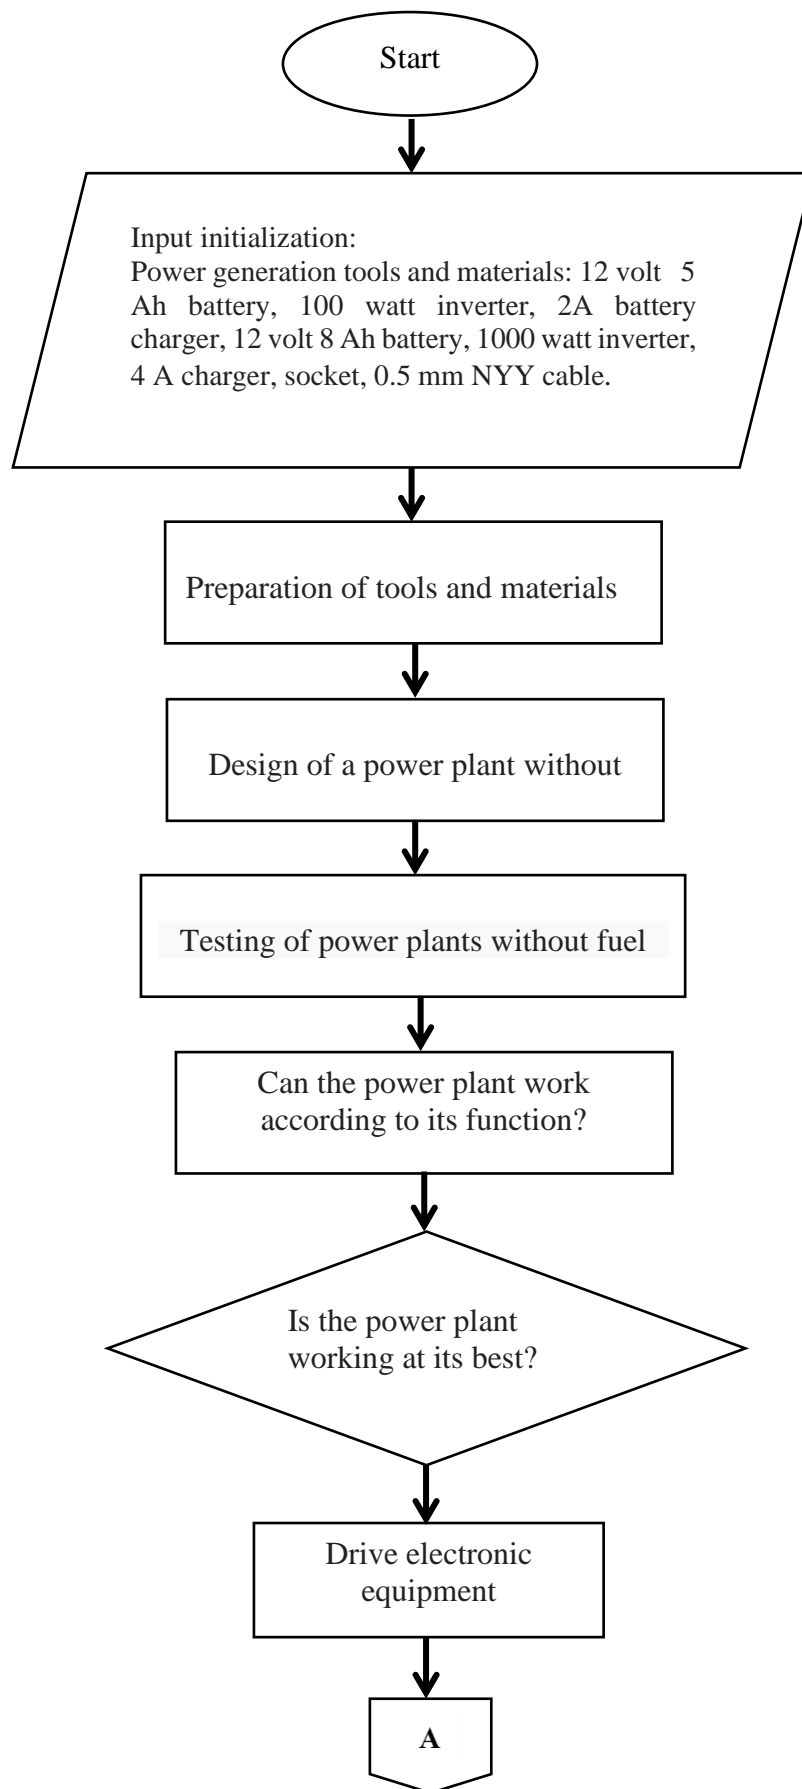 Start
Input initialization:
Power generation tools and materials: 12 volt 5
Ah battery, 100 watt inverter, 2A battery
charger, 12 volt 8 Ah battery, 1000 watt inverter,
4 A charger, socket, 0.5 mm NYY cable.
Preparation of tools and materials
Design of a power plant without
Testing of power plants without fuel
Can the power plant work
according to its function?
Is the power plant
working at its best?
Drive electronic
equipment
A